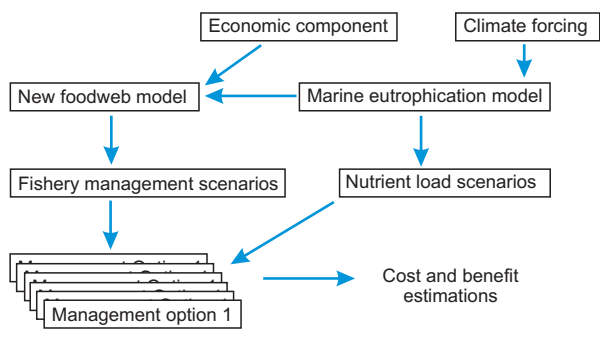 Economic component
Climate forcing
New foodweb model
Marine eutrophication model
Fishery management scenarios
Nutrient load scenarios
Cost and benefit
estimations
Management option 1